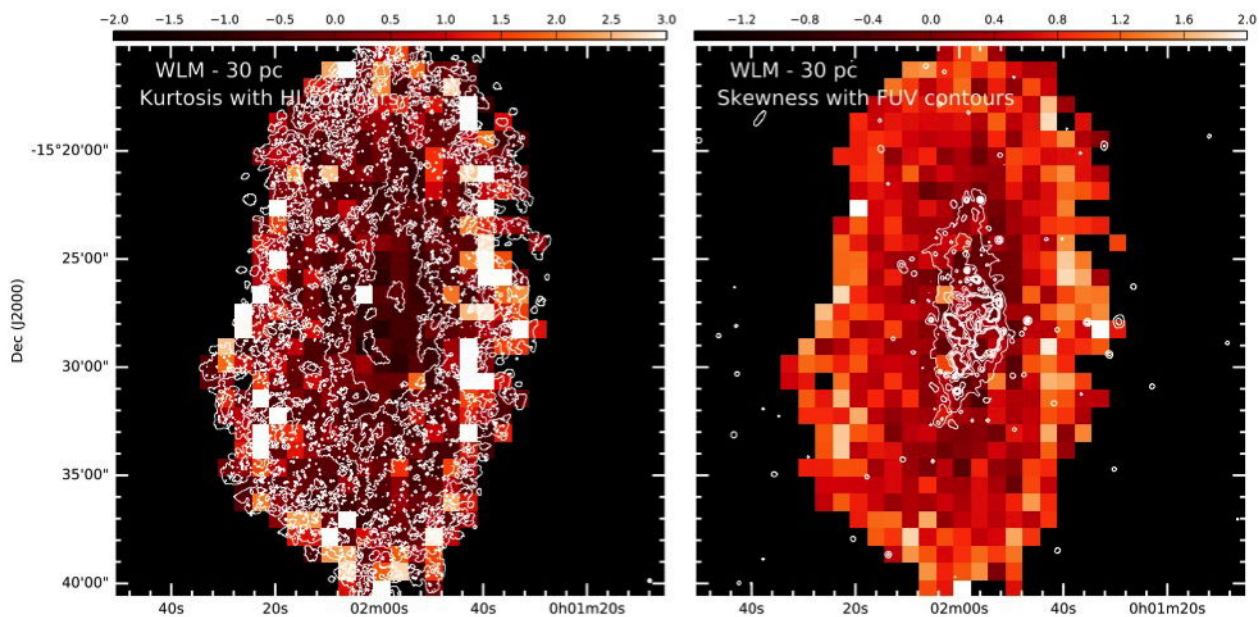 −2.0 −1.5 −1.0 −0.5 0.0 0.5 1.0 1.5 2.0 2.5 3.0
−1.2 −0.8 −0.4 0.0 0.4 0.8 1.2 1.6 2.0
WLM - 30 pc
Kurtosis with HI contours
WLM - 30 pc
Skewness with FUV contours
Dec (J2000)
-15°20'00"
25'00"
30'00"
35'00"
40'00"
40s 20s 02m00s 40s 0h01m20s
40s 20s 02m00s 40s 0h01m20s